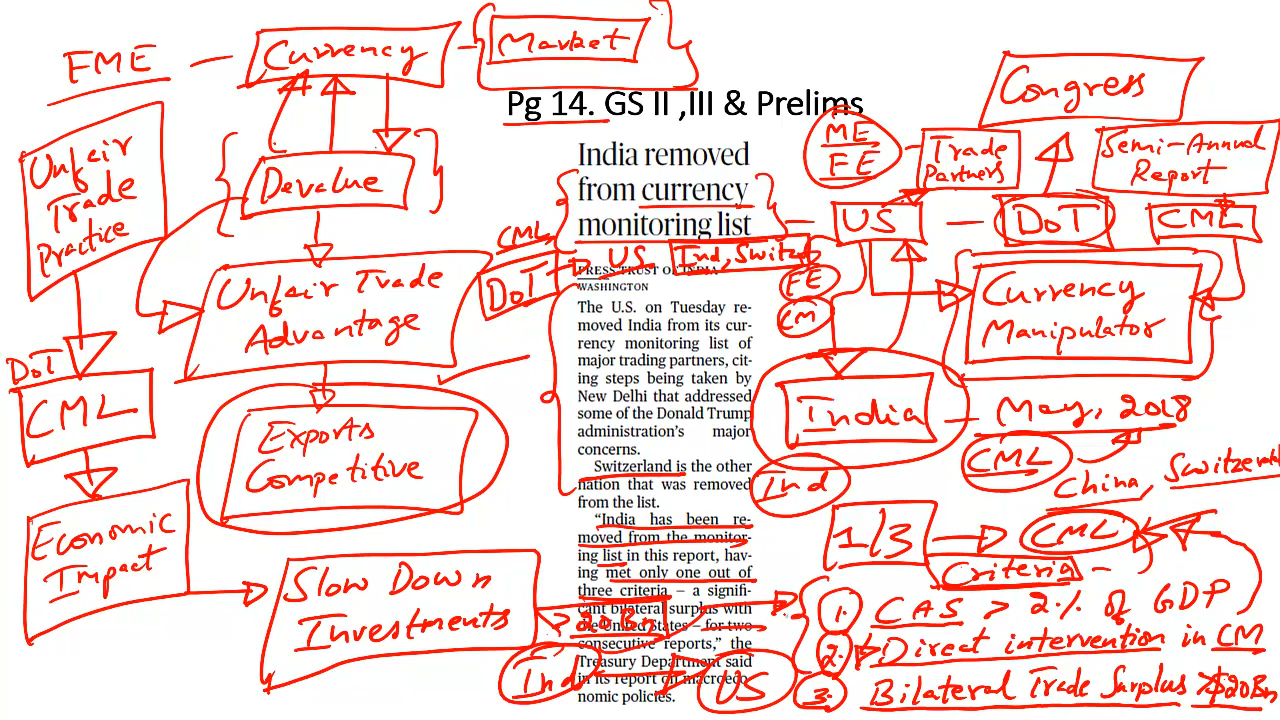 FME - Currency - { Market }
Pg 14. GS II ,III & Prelims
Congress
Unfair
Trade
Practice
{ Devalue }
ME
FE
Trade
Partners
Semi-Annual
Report
India removed
from currency
monitoring list
US - DoT
CML
CML
DoT → US
Ind, Switz
PRESS TRUST OF INDIA
WASHINGTON
FE
CM
Unfair Trade
Advantage
Currency
Manipulator
The U.S. on Tuesday re-
moved India from its cur-
rency monitoring list of
major trading partners, cit-
ing steps being taken by
New Delhi that addressed
some of the Donald Trump
administration's major
concerns.
Switzerland is the other
nation that was removed
from the list.
"India has been re-
moved from the monitor-
ing list in this report, hav-
ing met only one out of
three criteria – a signifi-
cant bilateral surplus with
the United States – for two
consecutive reports," the
Treasury Department said
in its report on macroeco-
nomic policies.
DoT
CML
Exports
Competitive
India - May, 2018
CML
China, Switzerl
Ind
Economic
Impact
Slow Down
Investments
> 20Bn
Ind → US
1/3 → CML
Criteria -
1. CAS > 2% of GDP
2. Direct intervention in CM
3. Bilateral Trade Surplus >$20Bn